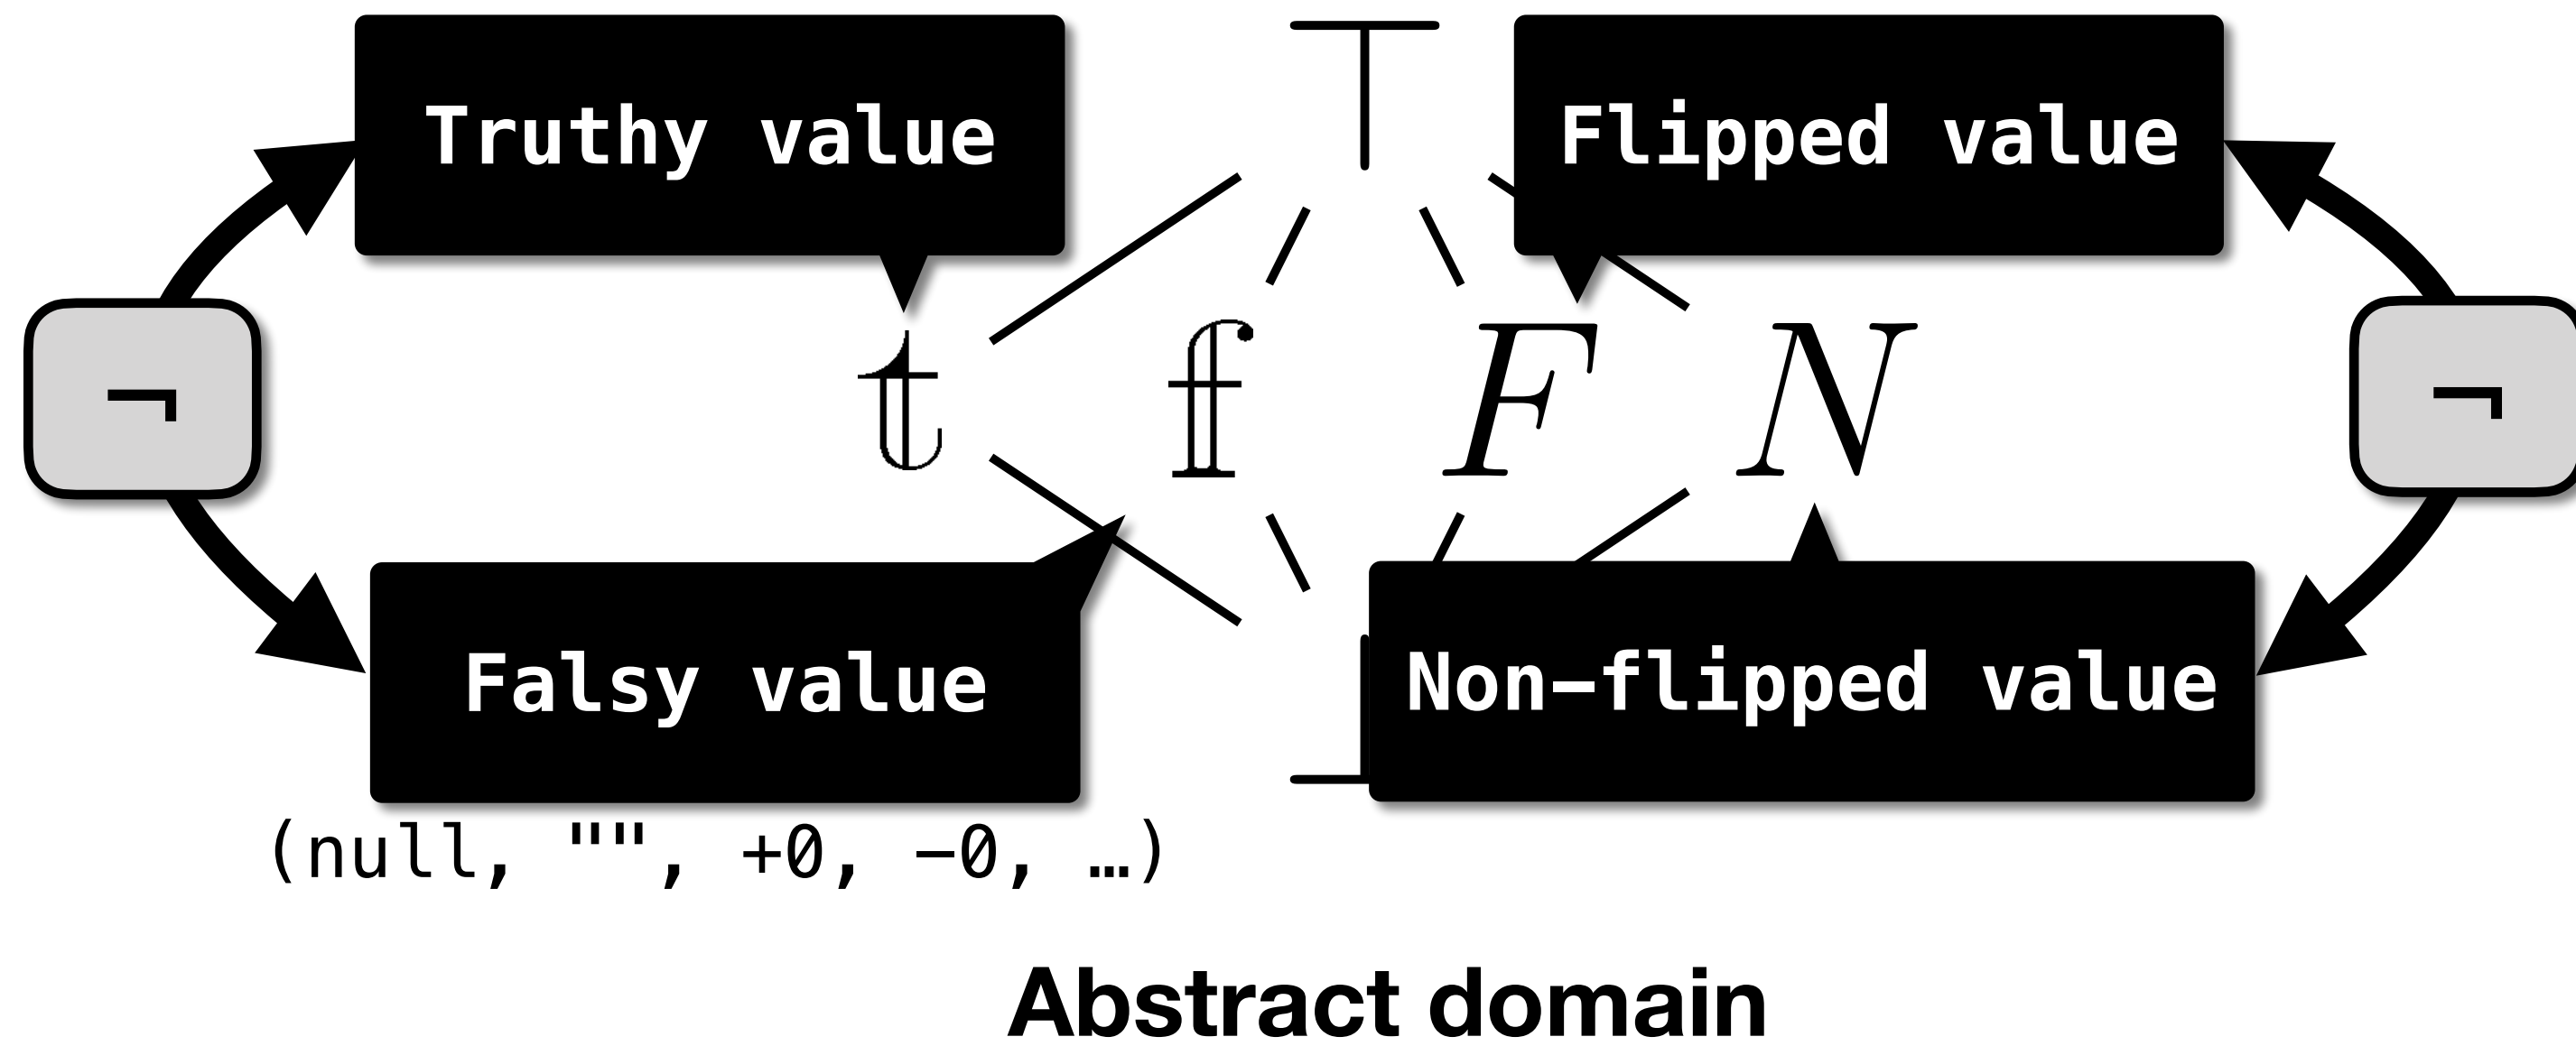 ⊤
Truthy value Flipped value
¬ 𝕥 𝕗 F N ¬
Falsy value Non-flipped value
⊥
(null, "", +0, -0, …)
Abstract domain